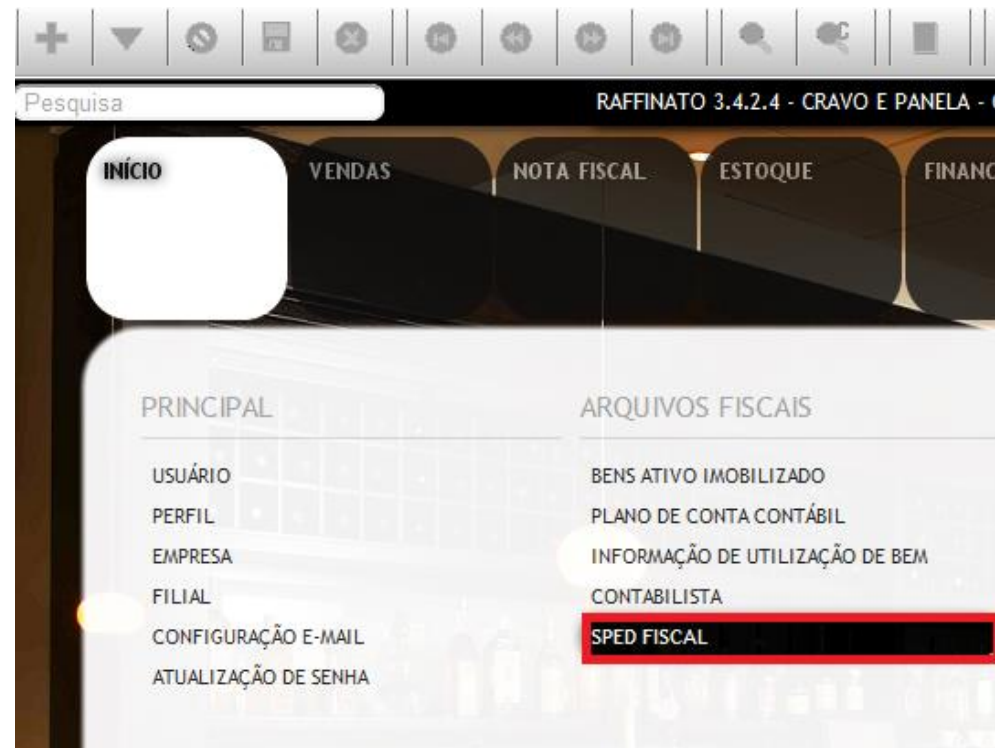 Pesquisa
RAFFINATO 3.4.2.4 - CRAVO E PANELA -
INÍCIO
VENDAS
NOTA FISCAL
ESTOQUE
FINANC
PRINCIPAL
USUÁRIO
PERFIL
EMPRESA
FILIAL
CONFIGURAÇÃO E-MAIL
ATUALIZAÇÃO DE SENHA
ARQUIVOS FISCAIS
BENS ATIVO IMOBILIZADO
PLANO DE CONTA CONTÁBIL
INFORMAÇÃO DE UTILIZAÇÃO DE BEM
CONTABILISTA
SPED FISCAL